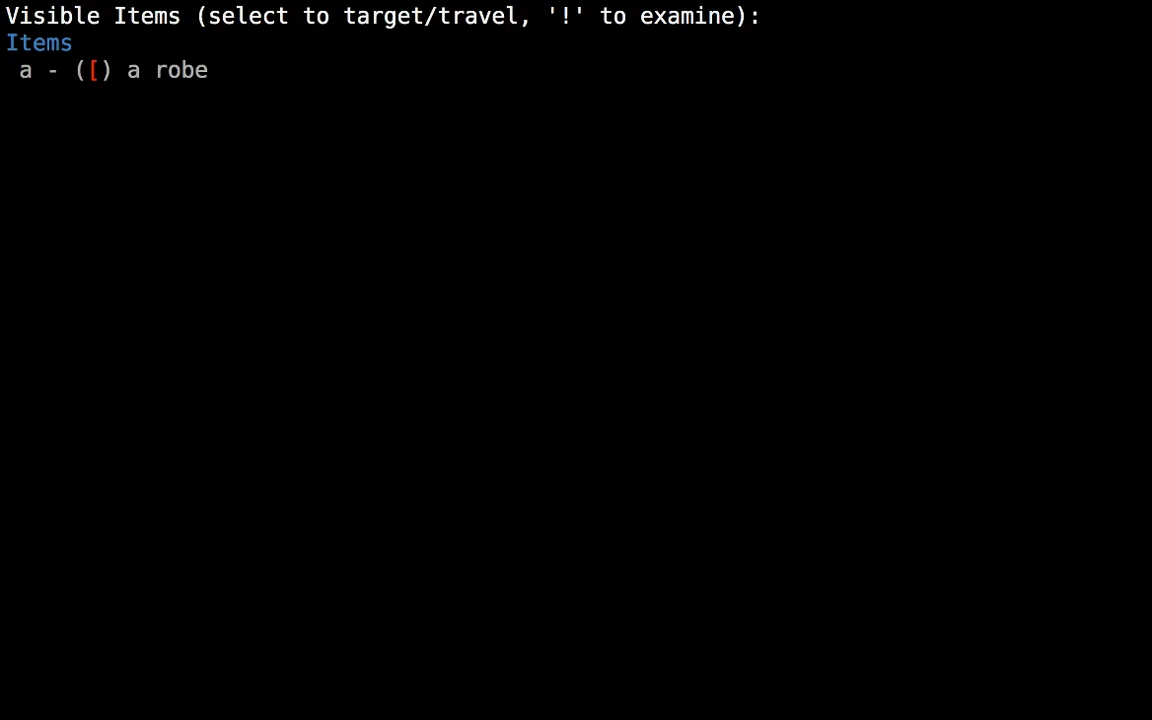 Visible Items (select to target/travel, '!' to examine):
Items
a - ([) a robe